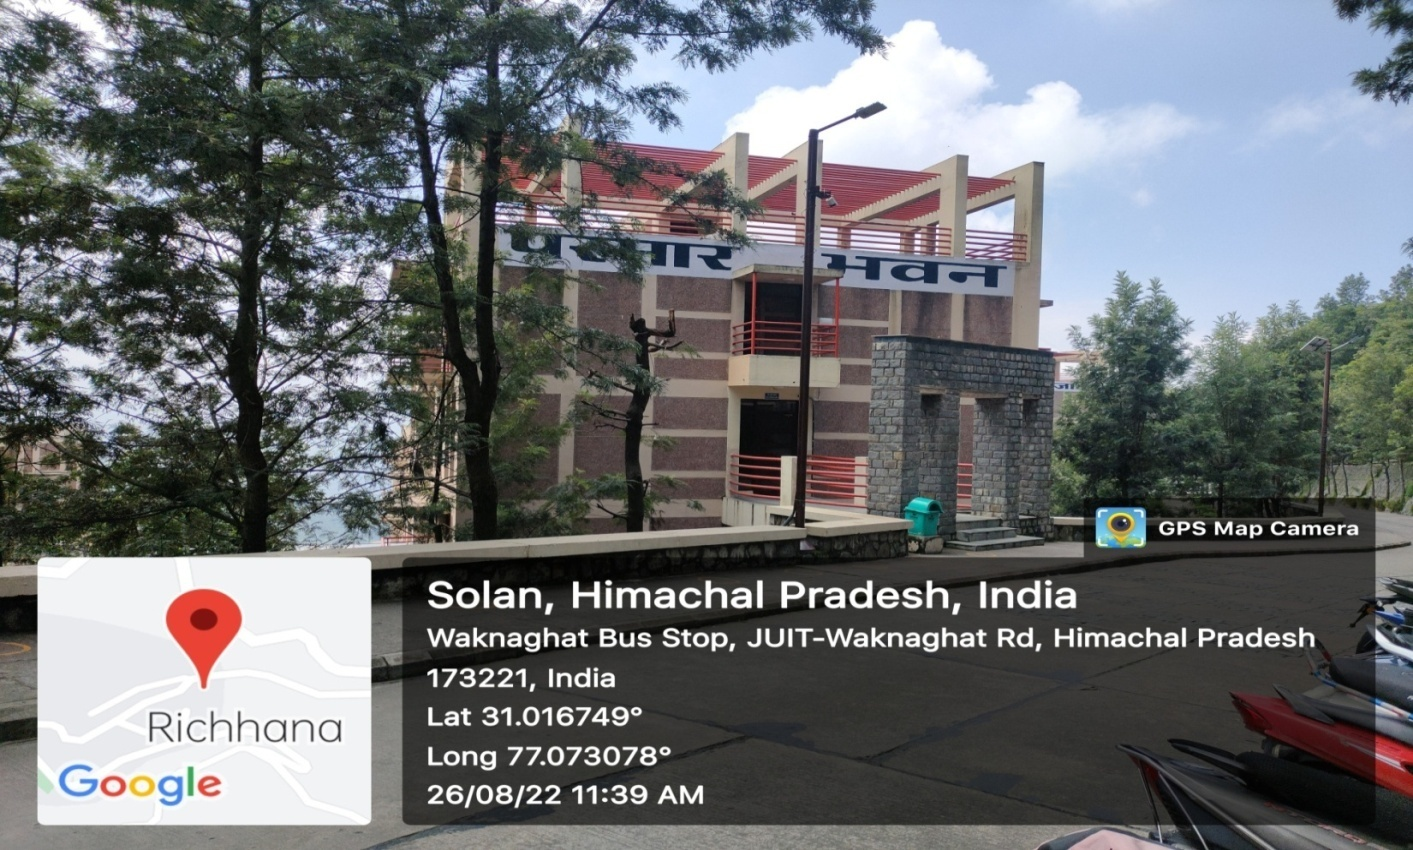 भवन
GPS Map Camera
Solan, Himachal Pradesh, India
Waknaghat Bus Stop, JUIT-Waknaghat Rd, Himachal Pradesh
173221, India
Lat 31.016749°
Long 77.073078°
26/08/22 11:39 AM
Richhana
Google